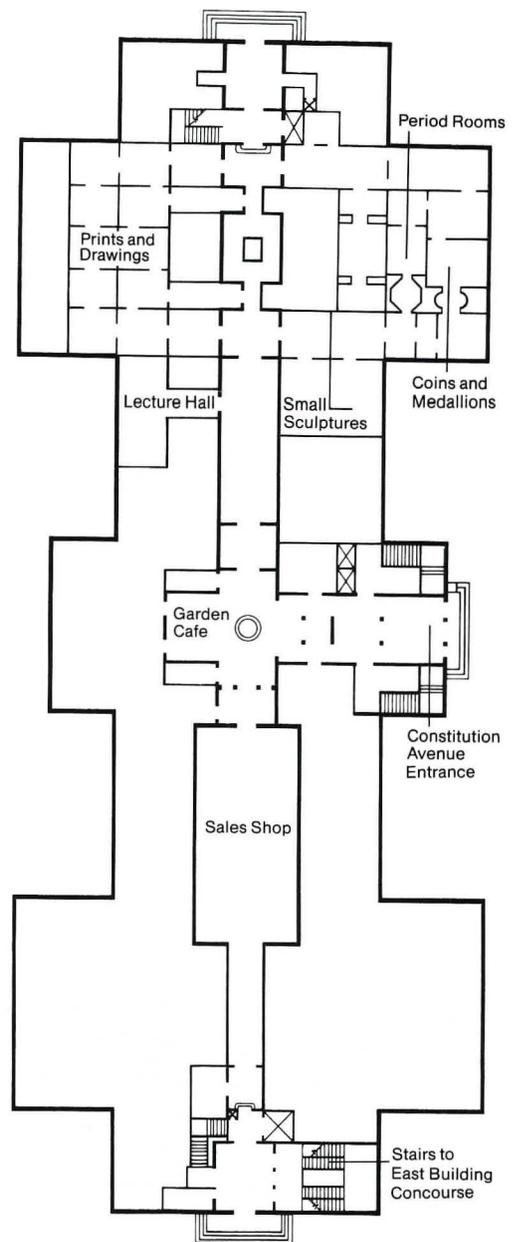 Period Rooms
Prints and
Drawings
Coins and
Medallions
Lecture Hall
Small
Sculptures
Garden
Cafe
Constitution
Avenue
Entrance
Sales Shop
Stairs to
East Building
Concourse